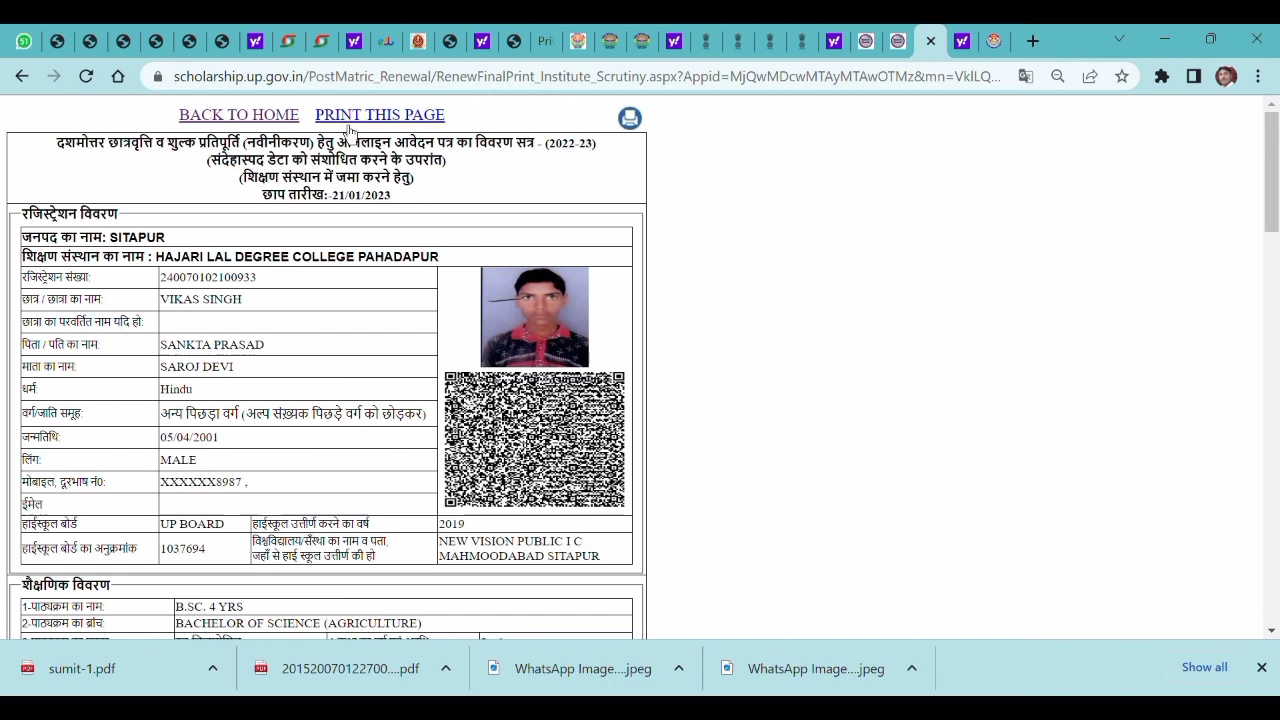 51
Pri
scholarship.up.gov.in/PostMatric_Renewal/RenewFinalPrint_Institute_Scrutiny.aspx?Appid=MjQwMDcwMTAyMTAwOTMz&mn=VklLQ...
BACK TO HOME PRINT THIS PAGE
दशमोत्तर छात्रवृत्ति व शुल्क प्रतिपूर्ति (नवीनीकरण) हेतु आवेदन पत्र का विवरण सत्र - (2022-23)
(संदेहास्पद डेटा को संशोधित करने के उपरांत)
(शिक्षण संस्थान में जमा करने हेतु)
छाप तारीख:-21/01/2023
रजिस्ट्रेशन विवरण
जनपद का नाम: SITAPUR
शिक्षण संस्थान का नाम : HAJARI LAL DEGREE COLLEGE PAHADAPUR
रजिस्ट्रेशन संख्या: 240070102100933
छात्र / छात्रा का नाम: VIKAS SINGH
छात्रा का परवर्तित नाम यदि हो:
पिता / पति का नाम: SANKTA PRASAD
माता का नाम: SAROJ DEVI
धर्म: Hindu
वर्ग/जाति समूह: अन्य पिछड़ा वर्ग (अल्प संख़्यक पिछड़े वर्ग को छोड़कर)
जन्मतिथि: 05/04/2001
लिंग: MALE
मोबाइल, दूरभाष नं0: XXXXXX8987 ,
ईमेल
हाईस्कूल बोर्ड UP BOARD हाईस्कूल उत्तीर्ण करने का वर्ष 2019
हाईस्कूल बोर्ड का अनुक्रमांक 1037694 विश्वविद्यालय/सँस्था का नाम व पता, जहाँ से हाई स्कूल उत्तीर्ण की हो NEW VISION PUBLIC I C MAHMOODABAD SITAPUR
शैक्षणिक विवरण
1-पाठ्यक्रम का नाम: B.SC. 4 YRS
2-पाठ्यक्रम का ब्रांच: BACHELOR OF SCIENCE (AGRICULTURE)
sumit-1.pdf 201520070122700....pdf WhatsApp Image....jpeg WhatsApp Image....jpeg Show all